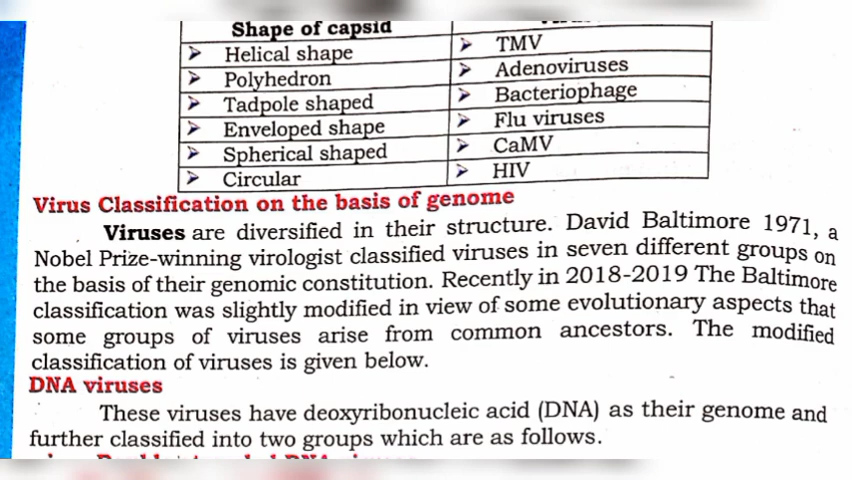 Shape of capsid
➤ Helical shape ➤ TMV
➤ Polyhedron ➤ Adenoviruses
➤ Tadpole shaped ➤ Bacteriophage
➤ Enveloped shape ➤ Flu viruses
➤ Spherical shaped ➤ CaMV
➤ Circular ➤ HIV
Virus Classification on the basis of genome
Viruses are diversified in their structure. David Baltimore 1971, a
Nobel Prize-winning virologist classified viruses in seven different groups on
the basis of their genomic constitution. Recently in 2018-2019 The Baltimore
classification was slightly modified in view of some evolutionary aspects that
some groups of viruses arise from common ancestors. The modified
classification of viruses is given below.
DNA viruses
These viruses have deoxyribonucleic acid (DNA) as their genome and
further classified into two groups which are as follows.